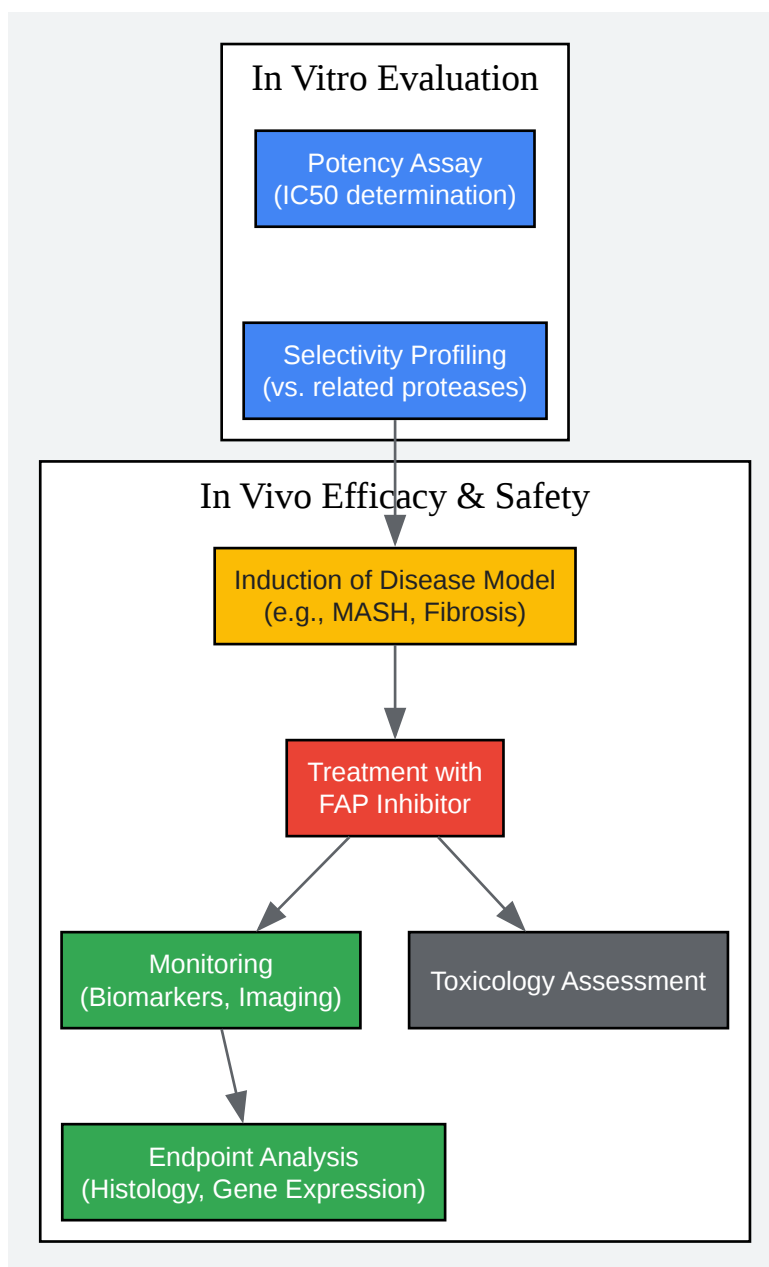 In Vitro Evaluation
Potency Assay
(IC50 determination)
Selectivity Profiling
(vs. related proteases)
In Vivo Efficacy & Safety
Induction of Disease Model
(e.g., MASH, Fibrosis)
Treatment with
FAP Inhibitor
Monitoring
(Biomarkers, Imaging)
Toxicology Assessment
Endpoint Analysis
(Histology, Gene Expression)